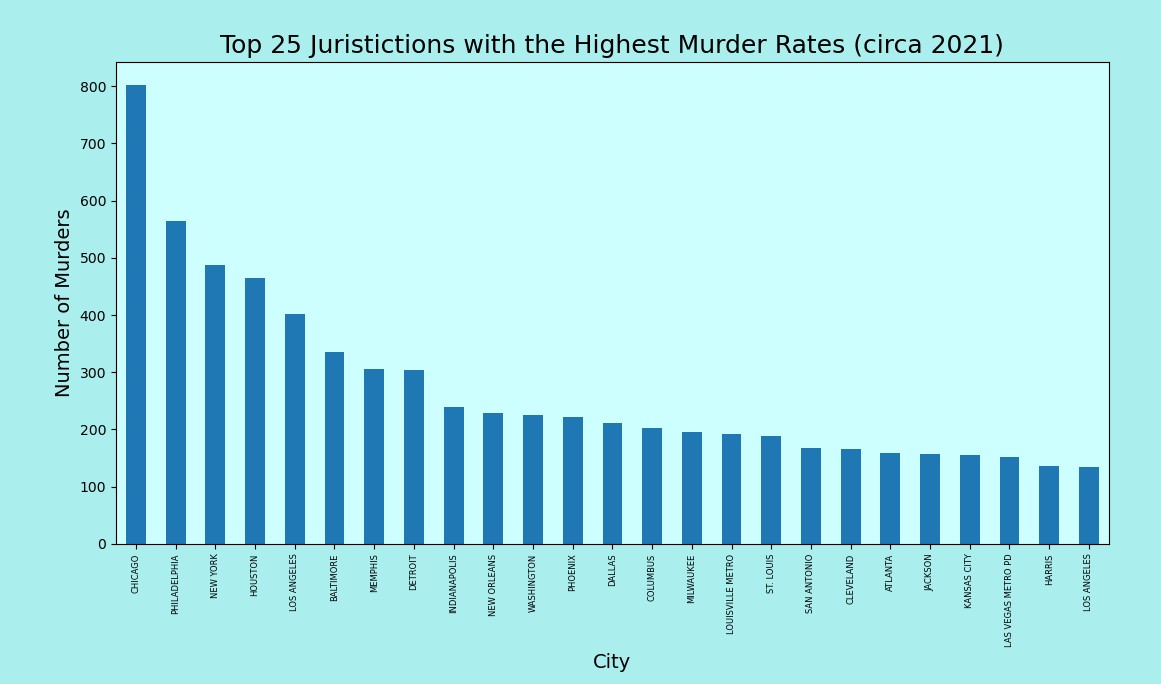 Top 25 Juristictions with the Highest Murder Rates (circa 2021)
Number of Murders
800
700
600
500
400
300
200
100
0
CHICAGO
PHILADELPHIA
NEW YORK
HOUSTON
LOS ANGELES
BALTIMORE
MEMPHIS
DETROIT
INDIANAPOLIS
NEW ORLEANS
WASHINGTON
PHOENIX
DALLAS
COLUMBUS
MILWAUKEE
LOUISVILLE METRO
ST. LOUIS
SAN ANTONIO
CLEVELAND
ATLANTA
JACKSON
KANSAS CITY
LAS VEGAS METRO PD
HARRIS
LOS ANGELES
City